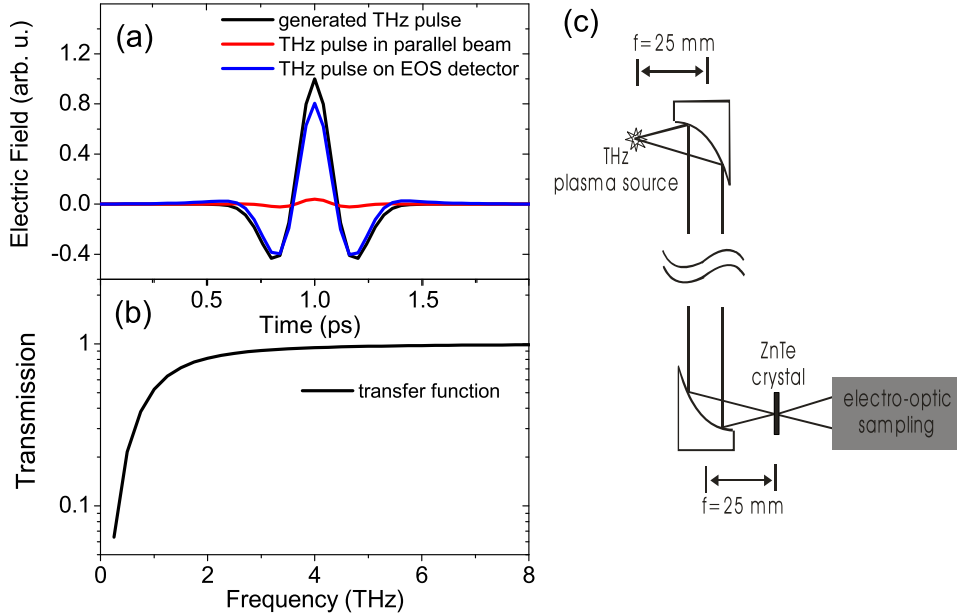 (a)
generated THz pulse
THz pulse in parallel beam
THz pulse on EOS detector
Electric Field (arb. u.)
1.2
0.8
0.4
0.0
-0.4
0.5
1.0
1.5
Time (ps)
(b)
transfer function
Transmission
1
0.1
0
2
4
6
8
Frequency (THz)
(c)
f=25 mm
THz
plasma source
ZnTe
crystal
electro-optic
sampling
f=25 mm